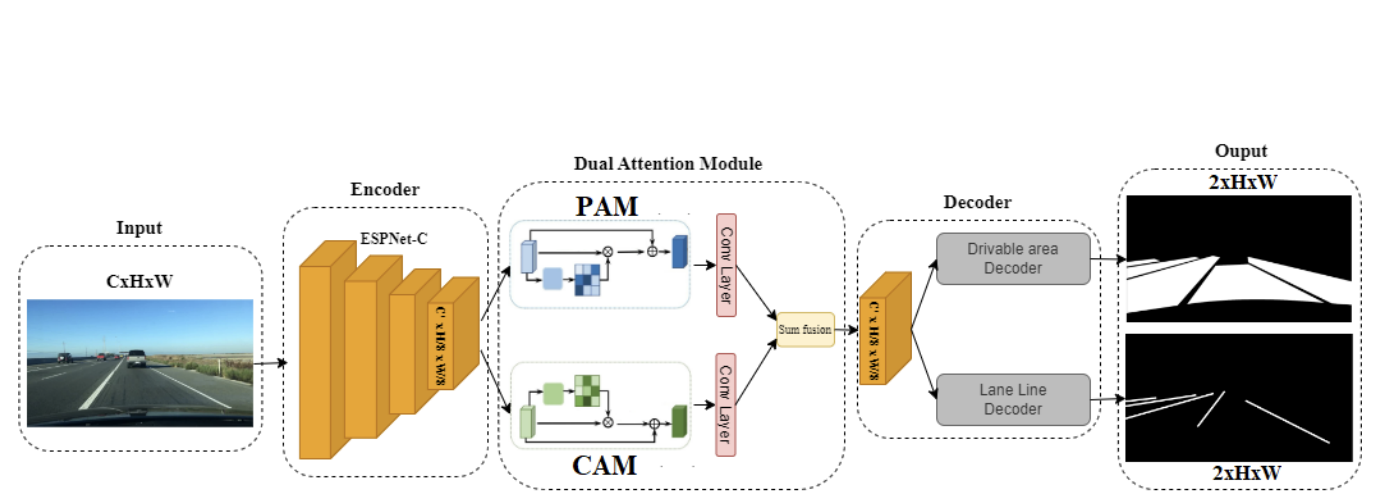 Input
CxHxW
Encoder
ESPNet-C
C' x H/8 x W/8
Dual Attention Module
PAM
Conv Layer
CAM
Conv Layer
Sum fusion
Decoder
C' x H/8 x W/8
Drivable area
Decoder
Lane Line
Decoder
Ouput
2xHxW
2xHxW